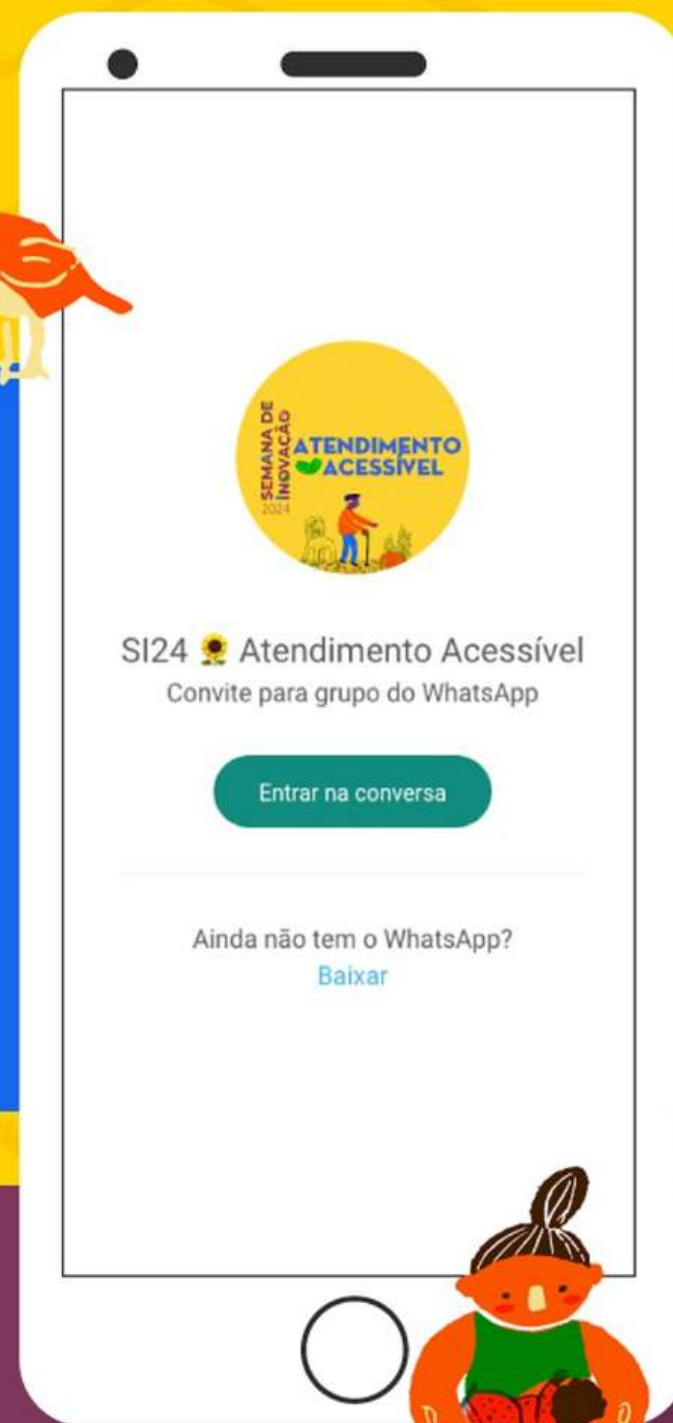 SEMANA DE
INOVAÇÃO
2024
ATENDIMENTO
ACESSÍVEL
SI24 🌻 Atendimento Acessível
Convite para grupo do WhatsApp
Entrar na conversa
Ainda não tem o WhatsApp?
Baixar